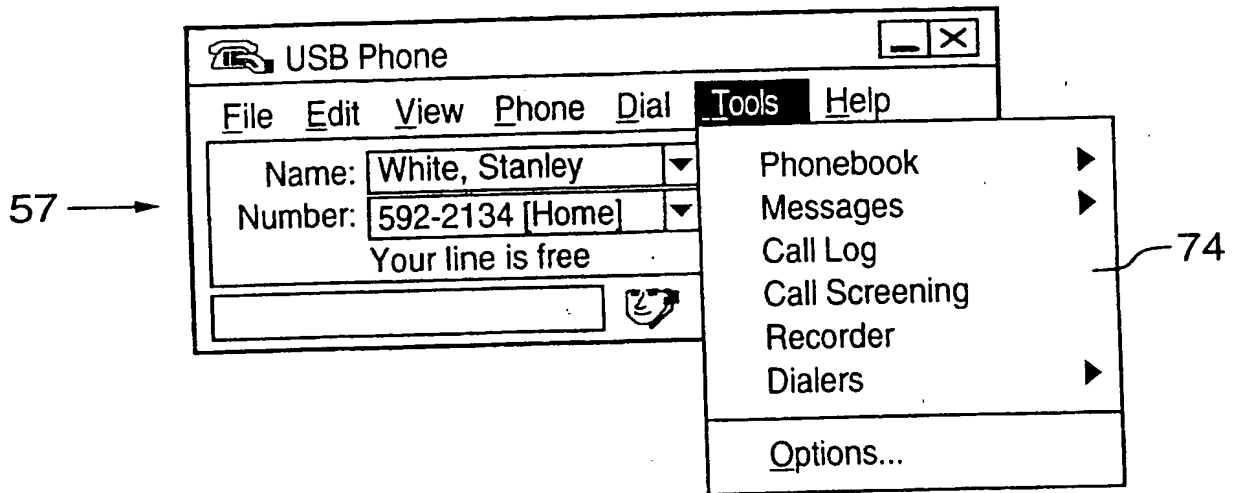 USB Phone
File Edit View Phone Dial Tools Help
Name: White, Stanley
Number: 592-2134 [Home]
Your line is free
Phonebook
Messages
Call Log
Call Screening
Recorder
Dialers
Options...
57
74